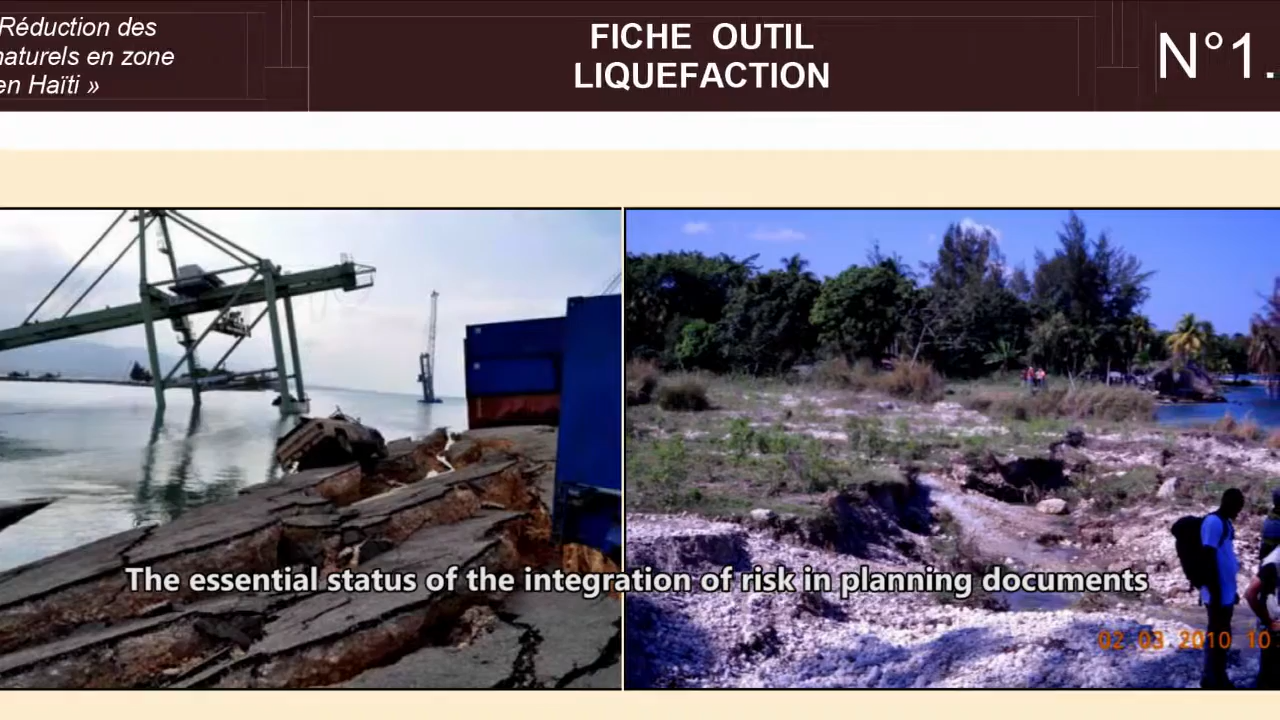 Réduction des
naturels en zone
en Haïti »
FICHE OUTIL
LIQUEFACTION
N°1.
The essential status of the integration of risk in planning documents
02 03 2010 10